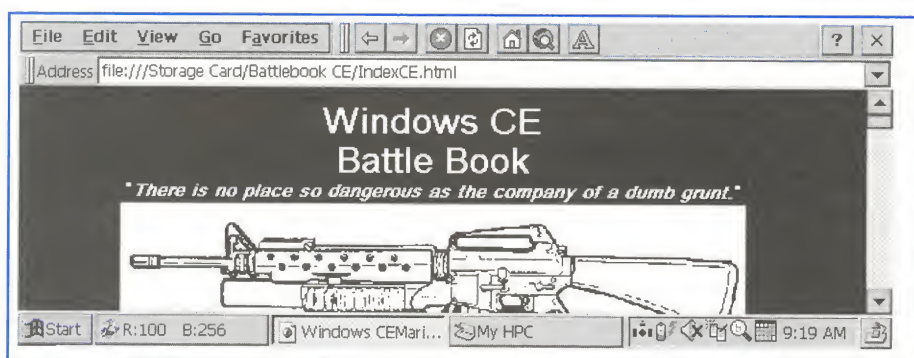 File Edit View Go Favorites ?
Address file:///Storage Card/Battlebook CE/IndexCE.html
Windows CE
Battle Book
"There is no place so dangerous as the company of a dumb grunt."
Start R:100 B:256 Windows CEMari... My HPC 9:19 AM